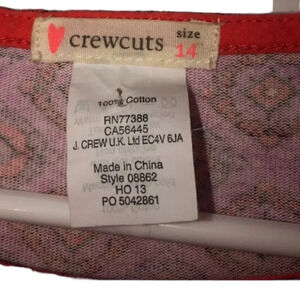 crewcuts size 14
100% Cotton
RN77388
CA56445
J. CREW U.K. Ltd EC4V 6JA
Made in China
Style 08862
HO 13
PO 5042861